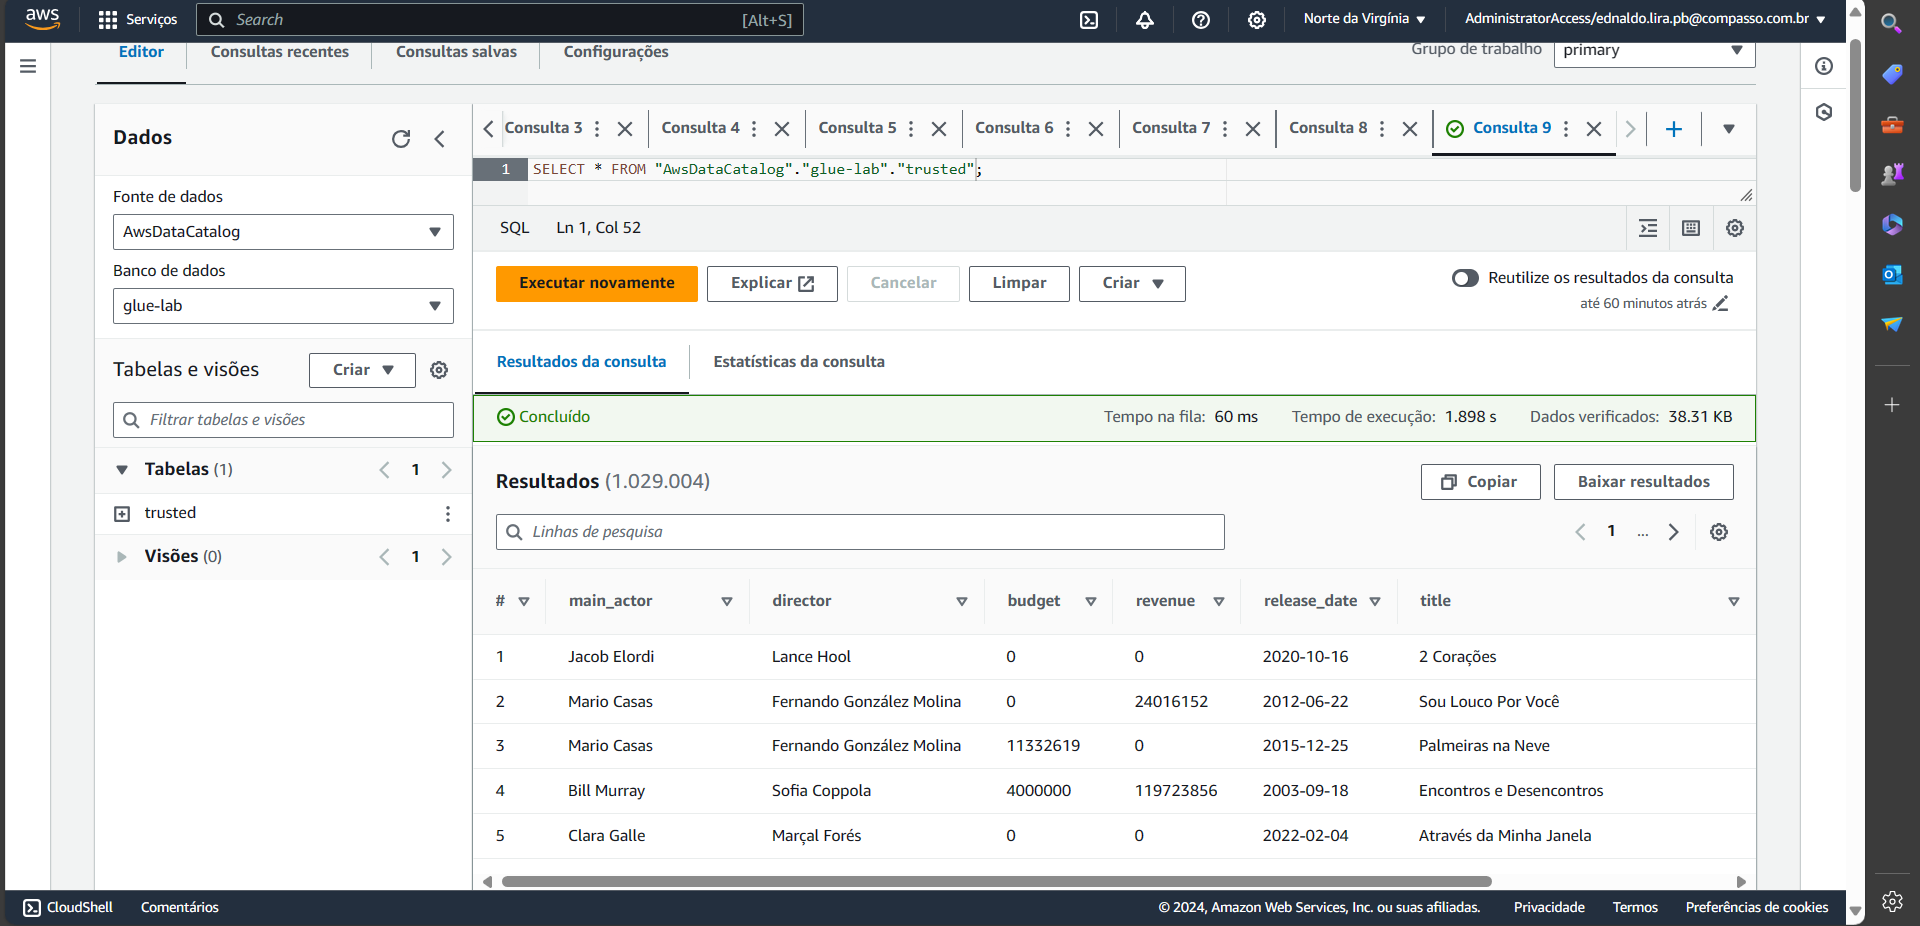 aws Serviços Search [Alt+S] Norte da Virgínia AdministratorAccess/ednaldo.lira.pb@compasso.com.br
Editor Consultas recentes Consultas salvas Configurações Grupo de trabalho primary
Dados
Consulta 3 Consulta 4 Consulta 5 Consulta 6 Consulta 7 Consulta 8 Consulta 9
1 SELECT * FROM "AwsDataCatalog"."glue-lab"."trusted";
Fonte de dados
AwsDataCatalog
SQL Ln 1, Col 52
Banco de dados
glue-lab
Executar novamente Explicar Cancelar Limpar Criar Reutilize os resultados da consulta
até 60 minutos atrás
Tabelas e visões Criar
Resultados da consulta Estatísticas da consulta
Filtrar tabelas e visões
Concluído Tempo na fila: 60 ms Tempo de execução: 1.898 s Dados verificados: 38.31 KB
Tabelas (1) 1
trusted
Visões (0) 1
Resultados (1.029.004) Copiar Baixar resultados
Linhas de pesquisa 1 ...
# main_actor director budget revenue release_date title
1 Jacob Elordi Lance Hool 0 0 2020-10-16 2 Corações
2 Mario Casas Fernando González Molina 0 24016152 2012-06-22 Sou Louco Por Você
3 Mario Casas Fernando González Molina 11332619 0 2015-12-25 Palmeiras na Neve
4 Bill Murray Sofia Coppola 4000000 119723856 2003-09-18 Encontros e Desencontros
5 Clara Galle Marçal Forés 0 0 2022-02-04 Através da Minha Janela
CloudShell Comentários © 2024, Amazon Web Services, Inc. ou suas afiliadas. Privacidade Termos Preferências de cookies